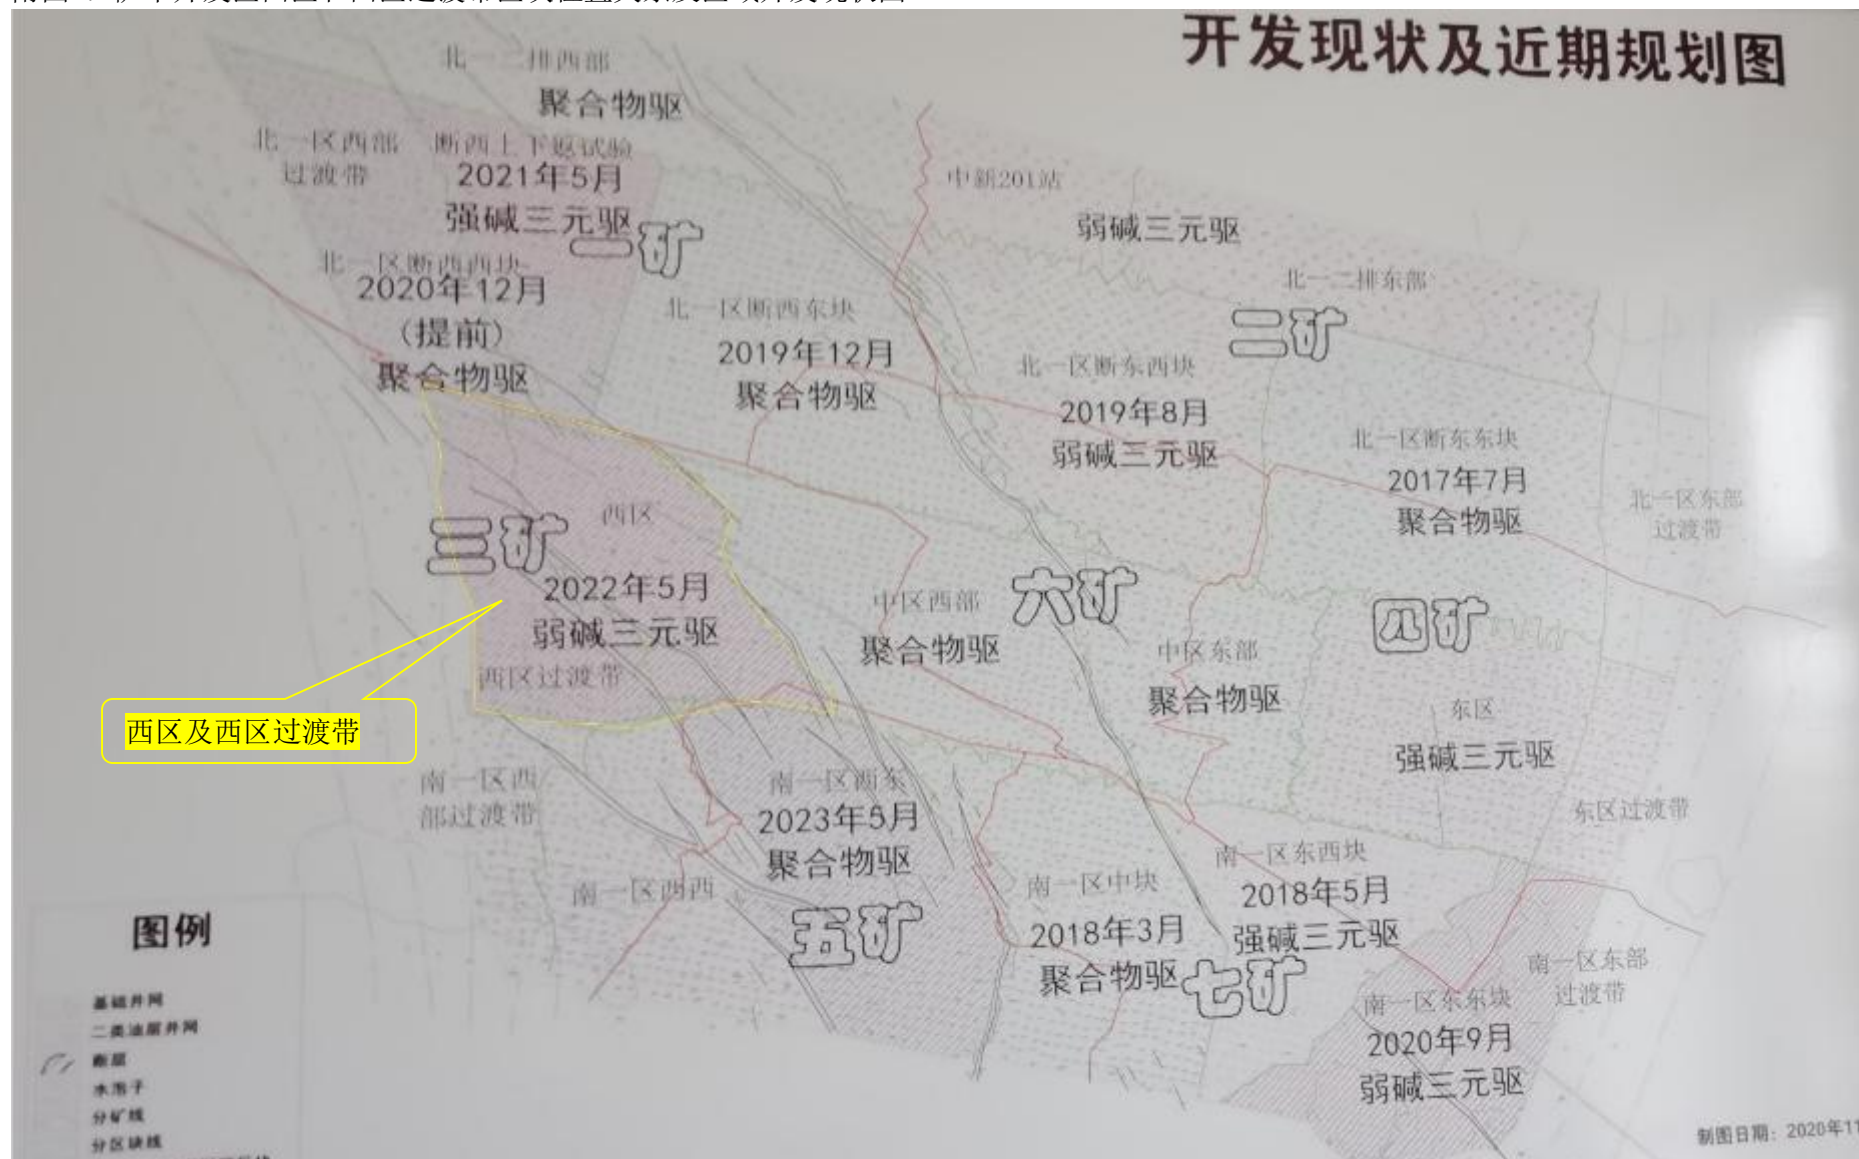 开发现状及近期规划图
北一二排西部
聚合物驱
北一区西部
过渡带
断西上下返试验
2021年5月
强碱三元驱
一矿
中新201站
弱碱三元驱
北一区断西西块
2020年12月
(提前)
聚合物驱
北一二排东部
二矿
北一区断西东块
2019年12月
聚合物驱
北一区断东西块
2019年8月
弱碱三元驱
北一区断东东块
2017年7月
聚合物驱
北一区东部
过渡带
西区
三矿
2022年5月
弱碱三元驱
西区过渡带
西区及西区过渡带
中区西部
聚合物驱
六矿
中区东部
聚合物驱
四矿
东区
强碱三元驱
东区过渡带
南一区西
部过渡带
南一区西东
2023年5月
聚合物驱
南一区西西
五矿
南一区中块
2018年3月
聚合物驱
南一区东西块
2018年5月
强碱三元驱
七矿
南一区东部
过渡带
南一区东东块
2020年9月
弱碱三元驱
图例
基础井网
二类油层井网
断层
水泡子
分矿线
分区块线
制图日期：2020年11